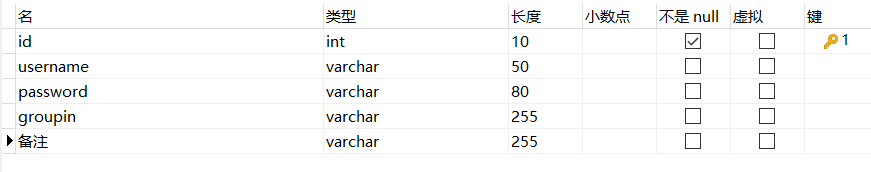 名 类型 长度 小数点 不是 null 虚拟 键
id int 10 1
username varchar 50
password varchar 80
groupin varchar 255
备注 varchar 255